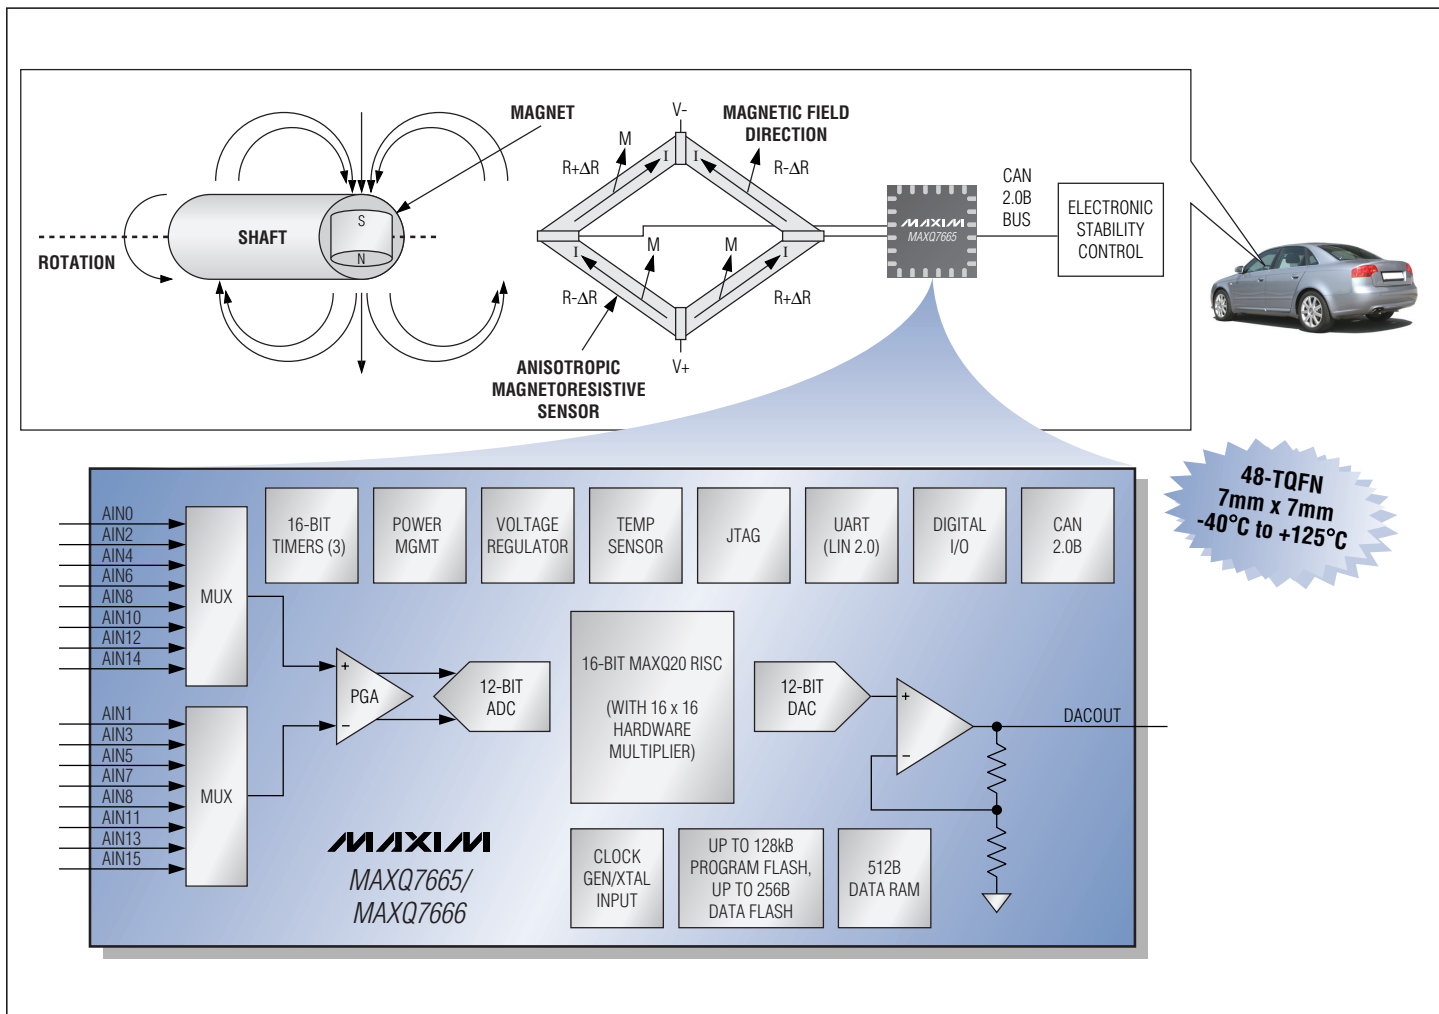 MAGNET
S
N
SHAFT
ROTATION
V-
M
MAGNETIC FIELD
DIRECTION
R+ΔR
I
I
R-ΔR
M
M
I
I
R-ΔR
R+ΔR
V+
ANISOTROPIC
MAGNETORESISTIVE
SENSOR
MAXIM
MAXQ7665
CAN
2.0B
BUS
ELECTRONIC
STABILITY
CONTROL
48-TQFN
7mm x 7mm
-40°C to +125°C
AIN0
AIN2
AIN4
AIN6
AIN8
AIN10
AIN12
AIN14
MUX
16-BIT
TIMERS (3)
POWER
MGMT
VOLTAGE
REGULATOR
TEMP
SENSOR
JTAG
UART
(LIN 2.0)
DIGITAL
I/O
CAN
2.0B
AIN1
AIN3
AIN5
AIN7
AIN8
AIN11
AIN13
AIN15
MUX
+
PGA
−
12-BIT
ADC
16-BIT MAXQ20 RISC
(WITH 16 x 16
HARDWARE
MULTIPLIER)
12-BIT
DAC
+
−
DACOUT
MAXIM
MAXQ7665/
MAXQ7666
CLOCK
GEN/XTAL
INPUT
UP TO 128kB
PROGRAM FLASH,
UP TO 256B
DATA FLASH
512B
DATA RAM